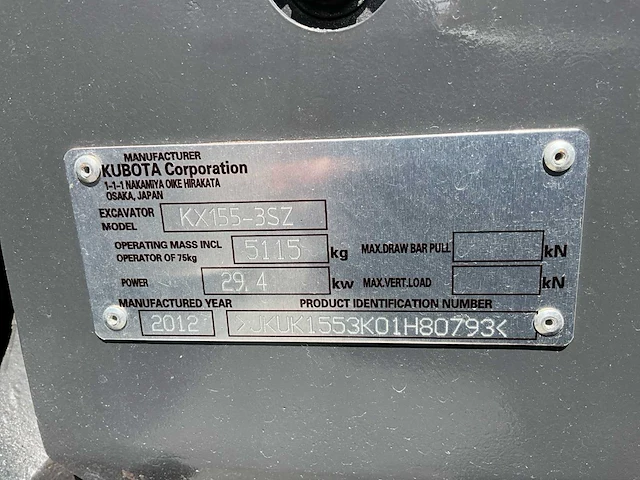 MANUFACTURER
KUBOTA Corporation
1-1-1 NAKAMIYA OIKE HIRAKATA
OSAKA, JAPAN
EXCAVATOR MODEL KX155-3SZ
OPERATING MASS INCL OPERATOR OF 75kg 5115 kg MAX.DRAW BAR PULL kN
POWER 29,4 kw MAX.VERT.LOAD kN
MANUFACTURED YEAR PRODUCT IDENTIFICATION NUMBER
2012 >JKUK1553K01H80793<